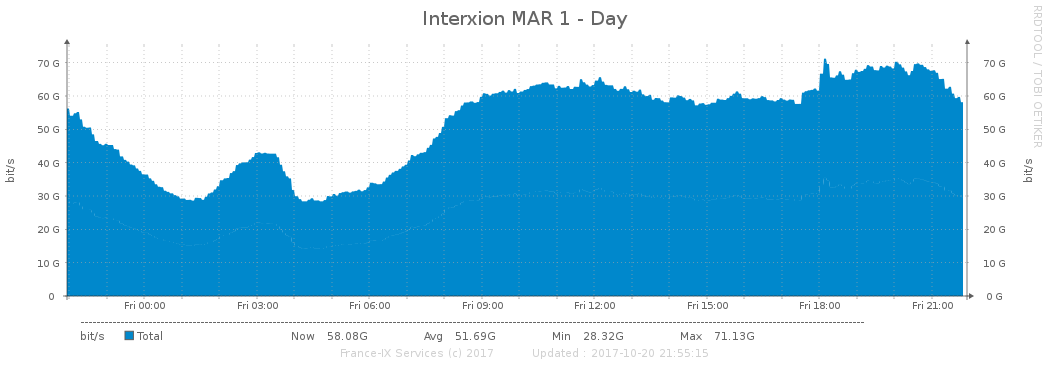 Interxion MAR 1 - Day
RRDTOOL / TOBI OETIKER
bit/s
bit/s
70 G 70 G
60 G 60 G
50 G 50 G
40 G 40 G
30 G 30 G
20 G 20 G
10 G 10 G
0 0 G
Fri 00:00 Fri 03:00 Fri 06:00 Fri 09:00 Fri 12:00 Fri 15:00 Fri 18:00 Fri 21:00
bit/s Total Now 58.08G Avg 51.69G Min 28.32G Max 71.13G
France-IX Services (c) 2017 Updated : 2017-10-20 21:55:15